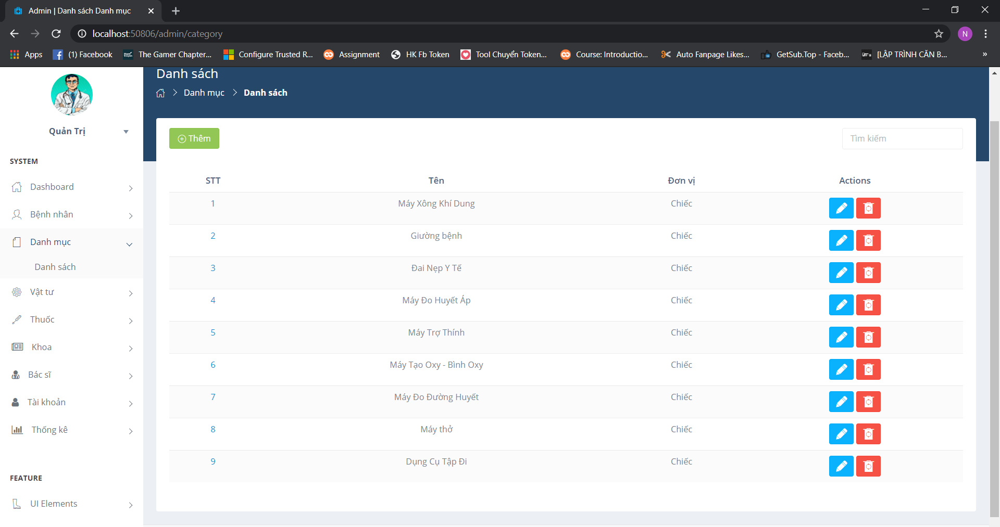 Admin | Danh sách Danh mục
localhost:50806/admin/category
N
Apps
(1) Facebook
The Gamer Chapter...
Configure Trusted R...
Assignment
HK Fb Token
Tool Chuyển Token...
Course: Introductio...
Auto Fanpage Likes...
GetSub.Top - Faceb...
[LẬP TRÌNH CĂN B...
»
Quản Trị
SYSTEM
Dashboard
Bệnh nhân
Danh mục
Danh sách
Vật tư
Thuốc
Khoa
Bác sĩ
Tài khoản
Thống kê
FEATURE
UI Elements
Danh sách
Danh mục
Danh sách
Thêm
Tìm kiếm
STT Tên Đơn vị Actions
1 Máy Xông Khí Dung Chiếc
2 Giường bệnh Chiếc
3 Đai Nẹp Y Tế Chiếc
4 Máy Đo Huyết Áp Chiếc
5 Máy Trợ Thính Chiếc
6 Máy Tạo Oxy - Bình Oxy Chiếc
7 Máy Đo Đường Huyết Chiếc
8 Máy thở Chiếc
9 Dụng Cụ Tập Đi Chiếc